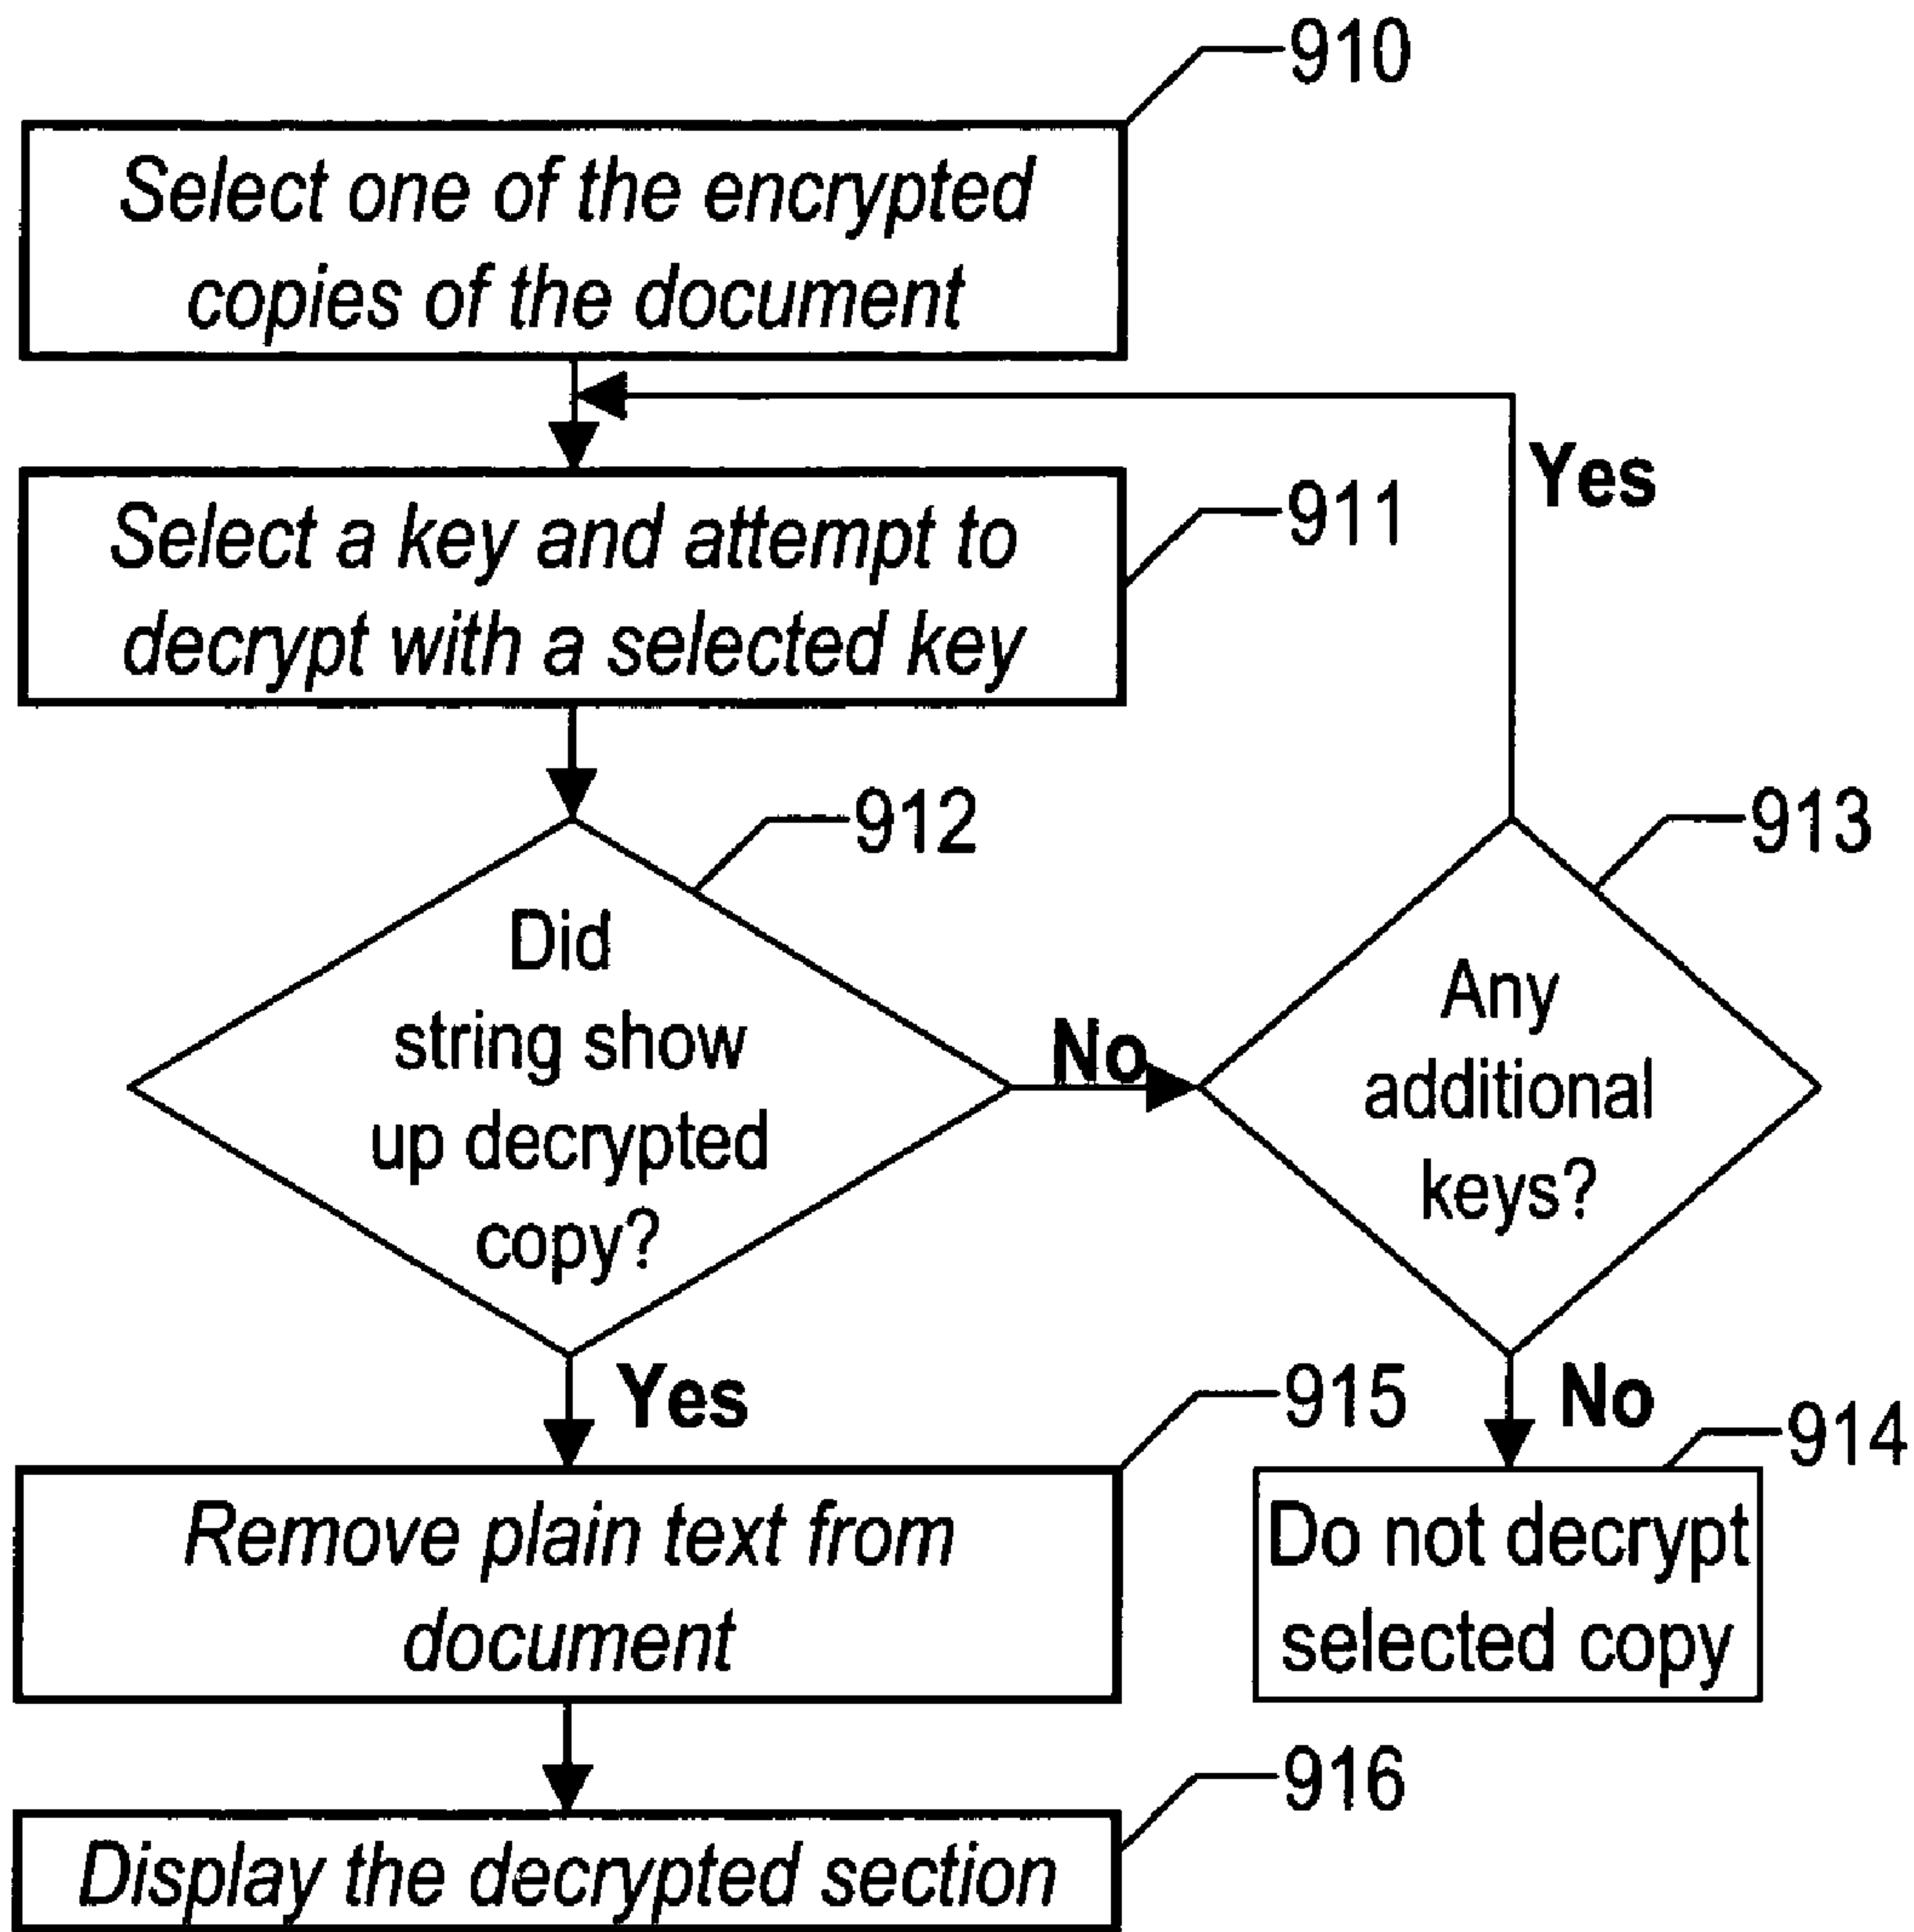 910
Select one of the encrypted
copies of the document
Yes
Select a key and attempt to
decrypt with a selected key
911
912
913
Did
string show
up decrypted
copy?
No
Any
additional
keys?
Yes
915
No
914
Remove plain text from
document
Do not decrypt
selected copy
916
Display the decrypted section